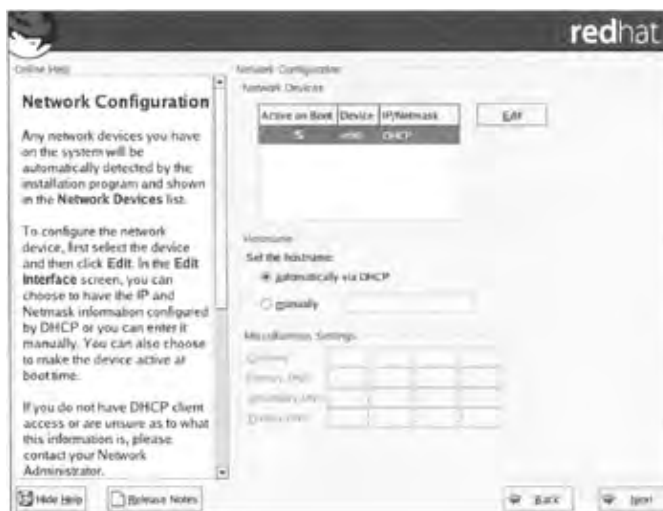 redhat
Online Help
Network Configuration
Any network devices you have
on the system will be
automatically detected by the
installation program and shown
in the Network Devices list.
To configure the network
device, first select the device
and then click Edit. In the Edit
Interface screen, you can
choose to have the IP and
Netmask information configured
by DHCP or you can enter it
manually. You can also choose
to make the device active at
boot time.
If you do not have DHCP client
access or are unsure as to what
this information is, please
contact your Network
Administrator.
Network Configuration
Network Devices
Active on Boot Device IP/Netmask
eth0 DHCP
Edit
Hostname
Set the hostname:
automatically via DHCP
manually
Miscellaneous Settings
Gateway:
Primary DNS:
Secondary DNS:
Tertiary DNS:
Hide Help
Release Notes
Back
Next